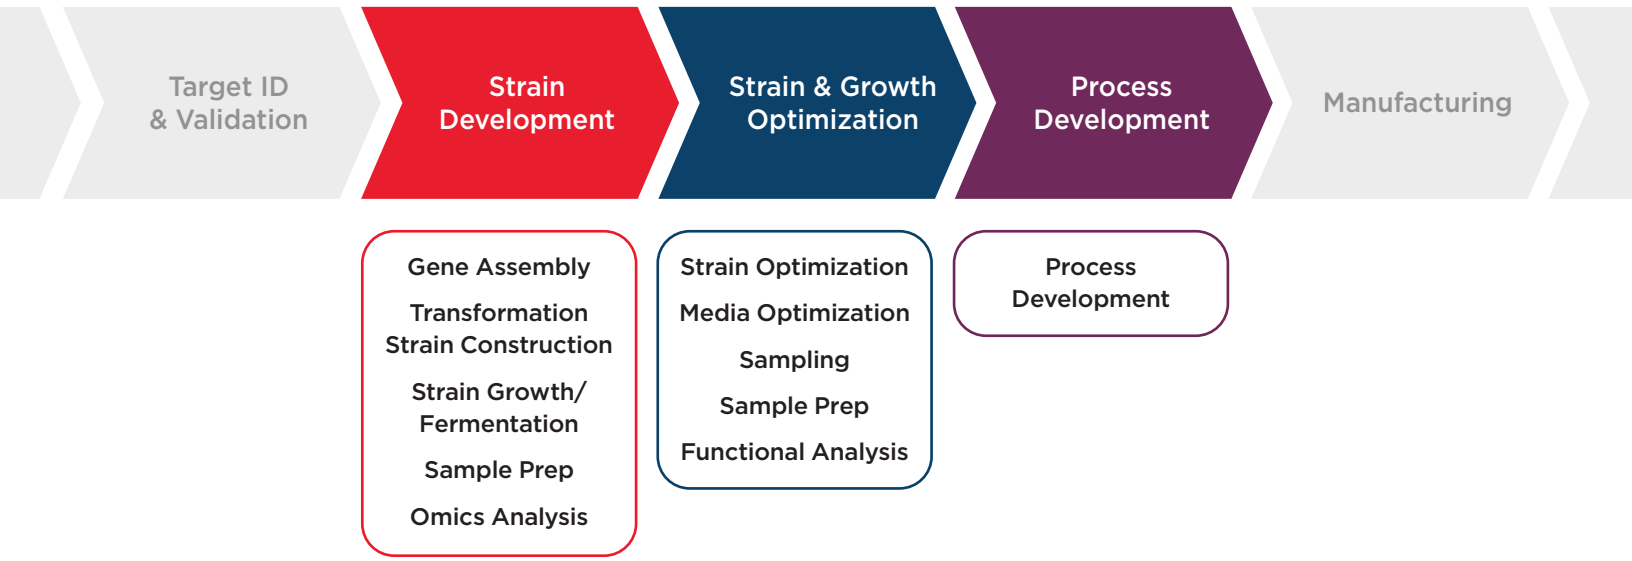 Target ID
& Validation
Strain
Development
Strain & Growth
Optimization
Process
Development
Manufacturing
Gene Assembly
Transformation
Strain Construction
Strain Growth/
Fermentation
Sample Prep
Omics Analysis
Strain Optimization
Media Optimization
Sampling
Sample Prep
Functional Analysis
Process
Development